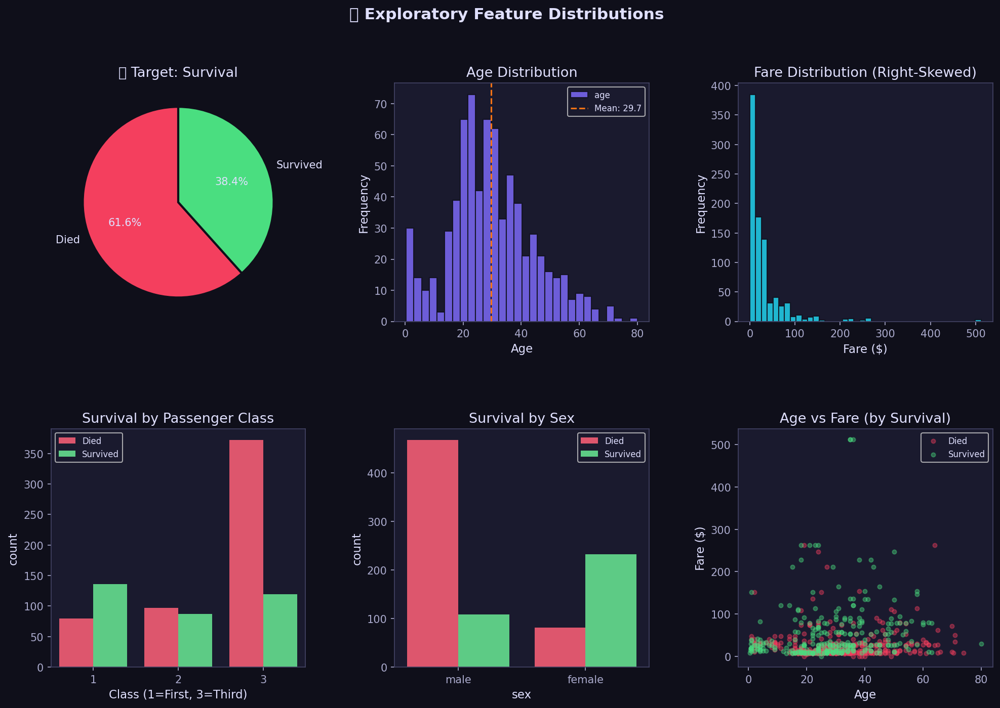 ▯ Exploratory Feature Distributions
▯ Target: Survival
Survived
38.4%
61.6%
Died
Age Distribution
age
Mean: 29.7
Frequency
70
60
50
40
30
20
10
0
0 20 40 60 80
Age
Fare Distribution (Right-Skewed)
Frequency
400
350
300
250
200
150
100
50
0
0 100 200 300 400 500
Fare ($)
Survival by Passenger Class
Died
Survived
count
350
300
250
200
150
100
50
0
1 2 3
Class (1=First, 3=Third)
Survival by Sex
Died
Survived
count
400
300
200
100
0
male female
sex
Age vs Fare (by Survival)
Died
Survived
Fare ($)
500
400
300
200
100
0
0 20 40 60 80
Age